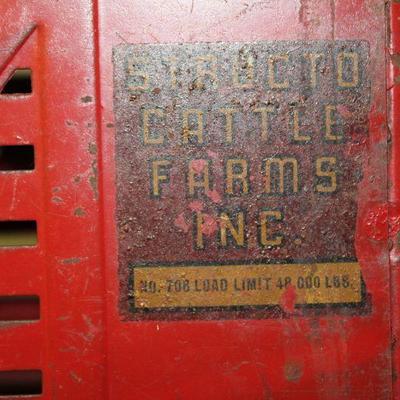 STRUCTO
CATTLE
FARMS
INC.
NO. 708 LOAD LIMIT 48,000 LBS.